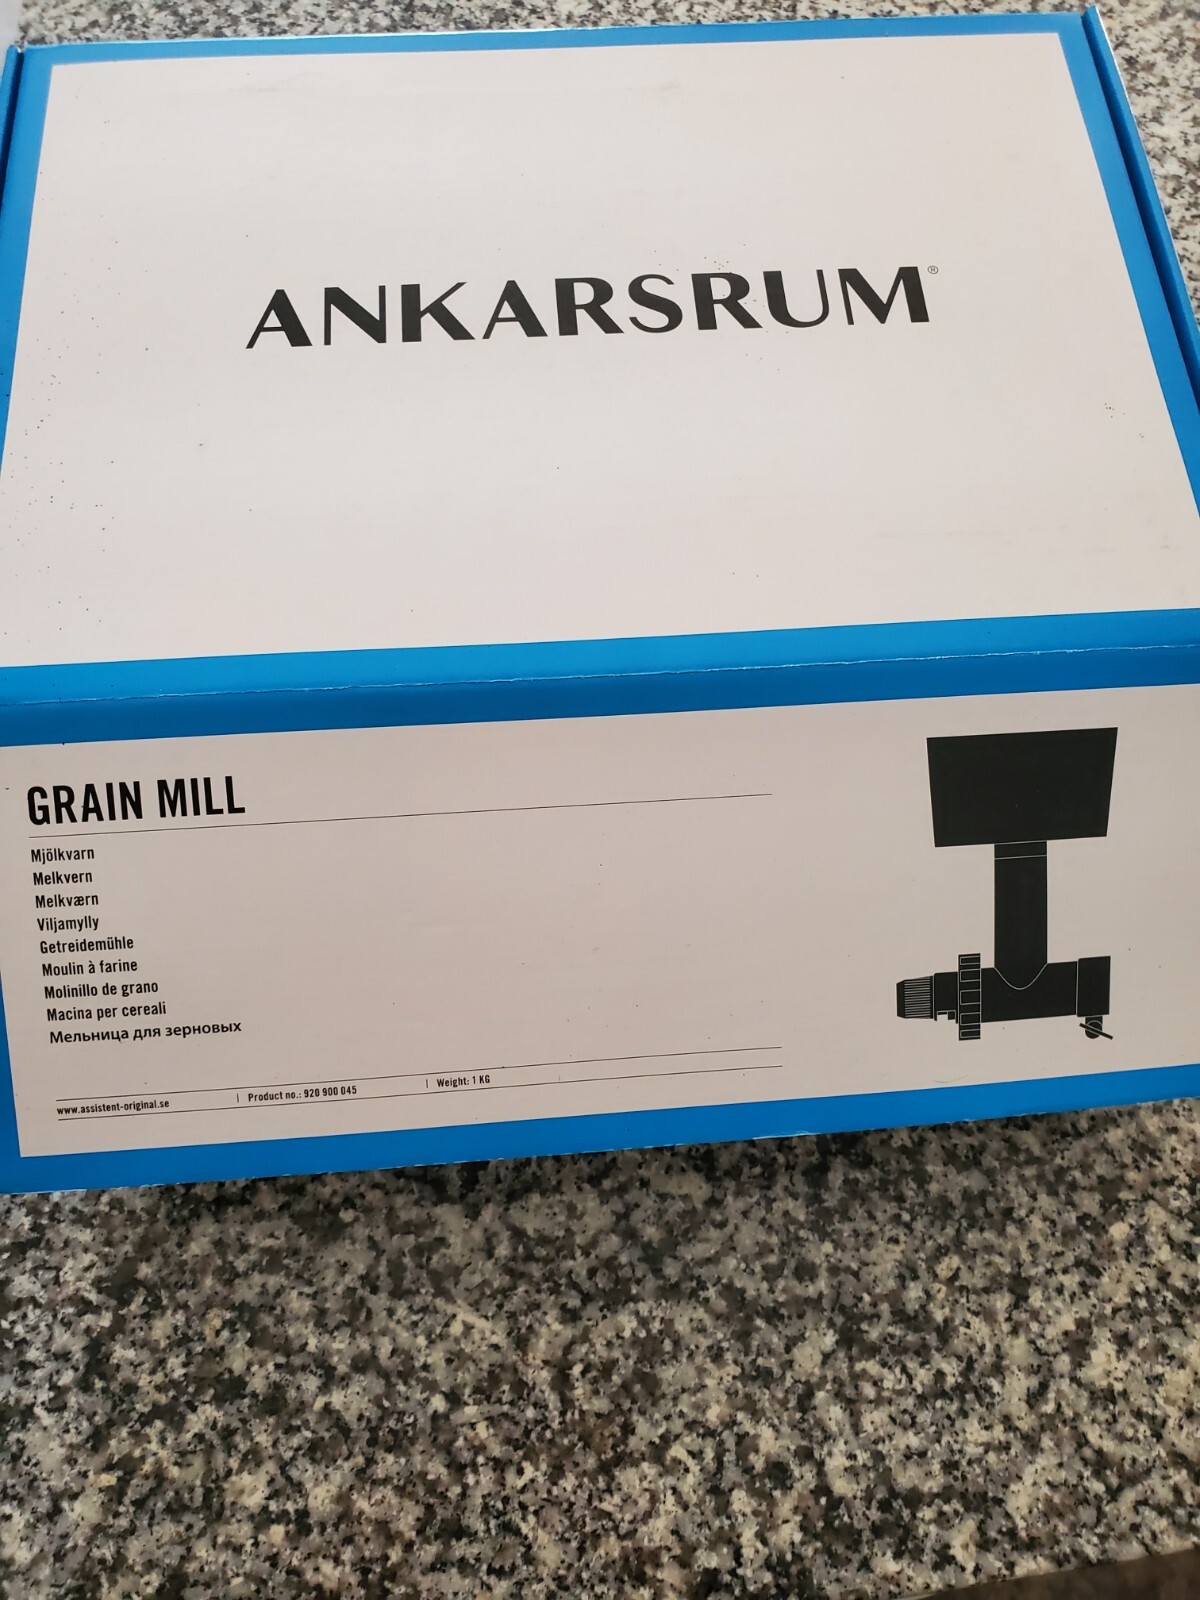 ANKARSRUM®
GRAIN MILL
Mjölkvarn
Melkvern
Melkværn
Viljamylly
Getreidemühle
Moulin à farine
Molinillo de grano
Macina per cereali
Мельница для зерновых
www.assistent-original.se | Product no.: 920 900 045 | Weight: 1 KG